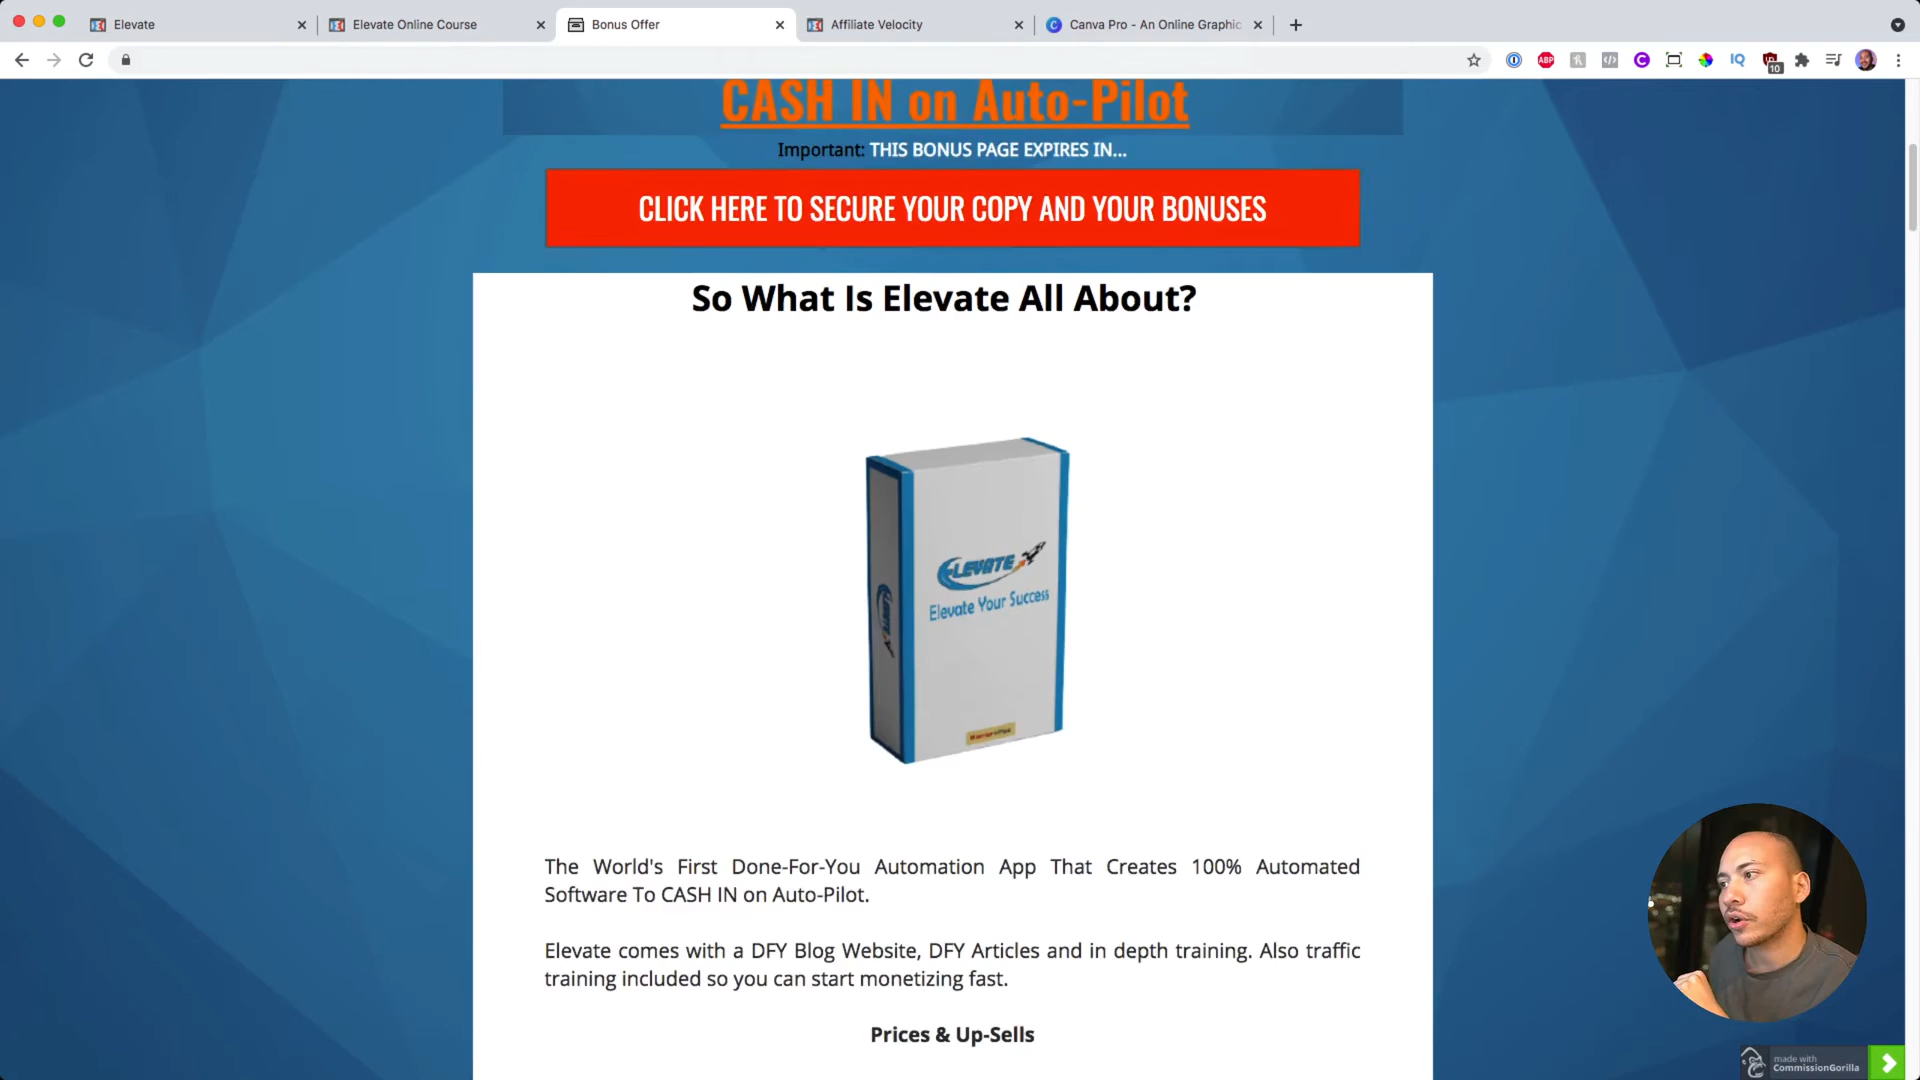 Elevate
Elevate Online Course
Bonus Offer
Affiliate Velocity
Canva Pro - An Online Graphic
ABP
IQ
10
CASH IN on Auto-Pilot
Important: THIS BONUS PAGE EXPIRES IN...
CLICK HERE TO SECURE YOUR COPY AND YOUR BONUSES
So What Is Elevate All About?
ELEVATE
Elevate Your Success
ELEVATE
The World's First Done-For-You Automation App That Creates 100% Automated
Software To CASH IN on Auto-Pilot.
Elevate comes with a DFY Blog Website, DFY Articles and in depth training. Also traffic
training included so you can start monetizing fast.
Prices & Up-Sells
made with
CommissionGorilla